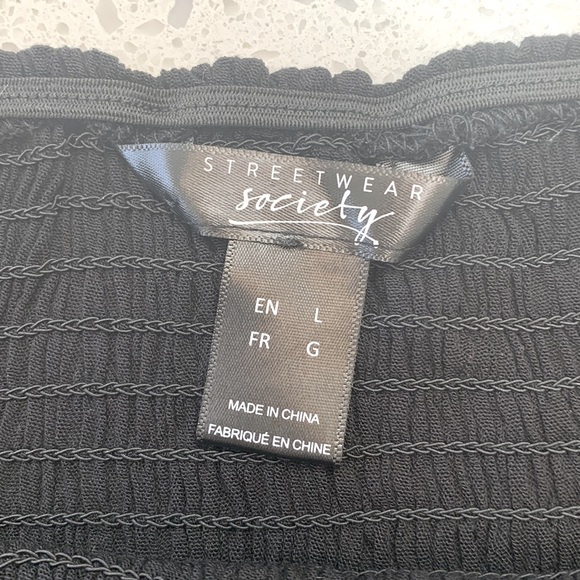 STREETWEAR
society
EN L
FR G
MADE IN CHINA
FABRIQUÉ EN CHINE